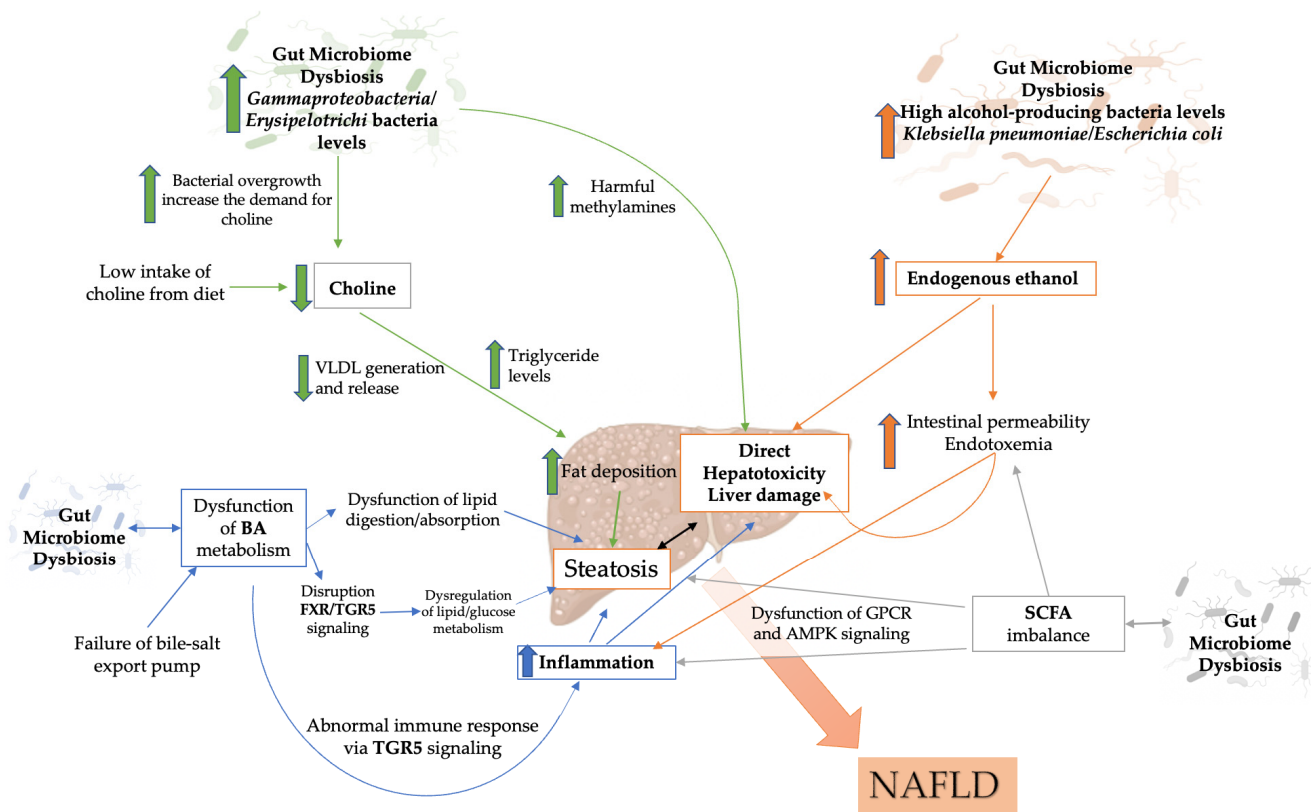 Gut Microbiome
Dysbiosis
Gammaproteobacteria/
Erysipelotrichi bacteria
levels
Gut Microbiome
Dysbiosis
High alcohol-producing bacteria levels
Klebsiella pneumoniae/Escherichia coli
Bacterial overgrowth
increase the demand for
choline
Harmful
methylamines
Low intake of
choline from diet
Choline
Endogenous ethanol
VLDL generation
and release
Triglyceride
levels
Intestinal permeability
Endotoxemia
Fat deposition
Direct
Hepatotoxicity
Liver damage
Gut
Microbiome
Dysbiosis
Dysfunction
of BA
metabolism
Dysfunction of lipid
digestion/absorption
Steatosis
Disruption
FXR/TGR5
signaling
Dysregulation
of lipid/glucose
metabolism
Dysfunction of GPCR
and AMPK signaling
SCFA
imbalance
Gut
Microbiome
Dysbiosis
Failure of bile-salt
export pump
Inflammation
Abnormal immune response
via TGR5 signaling
NAFLD